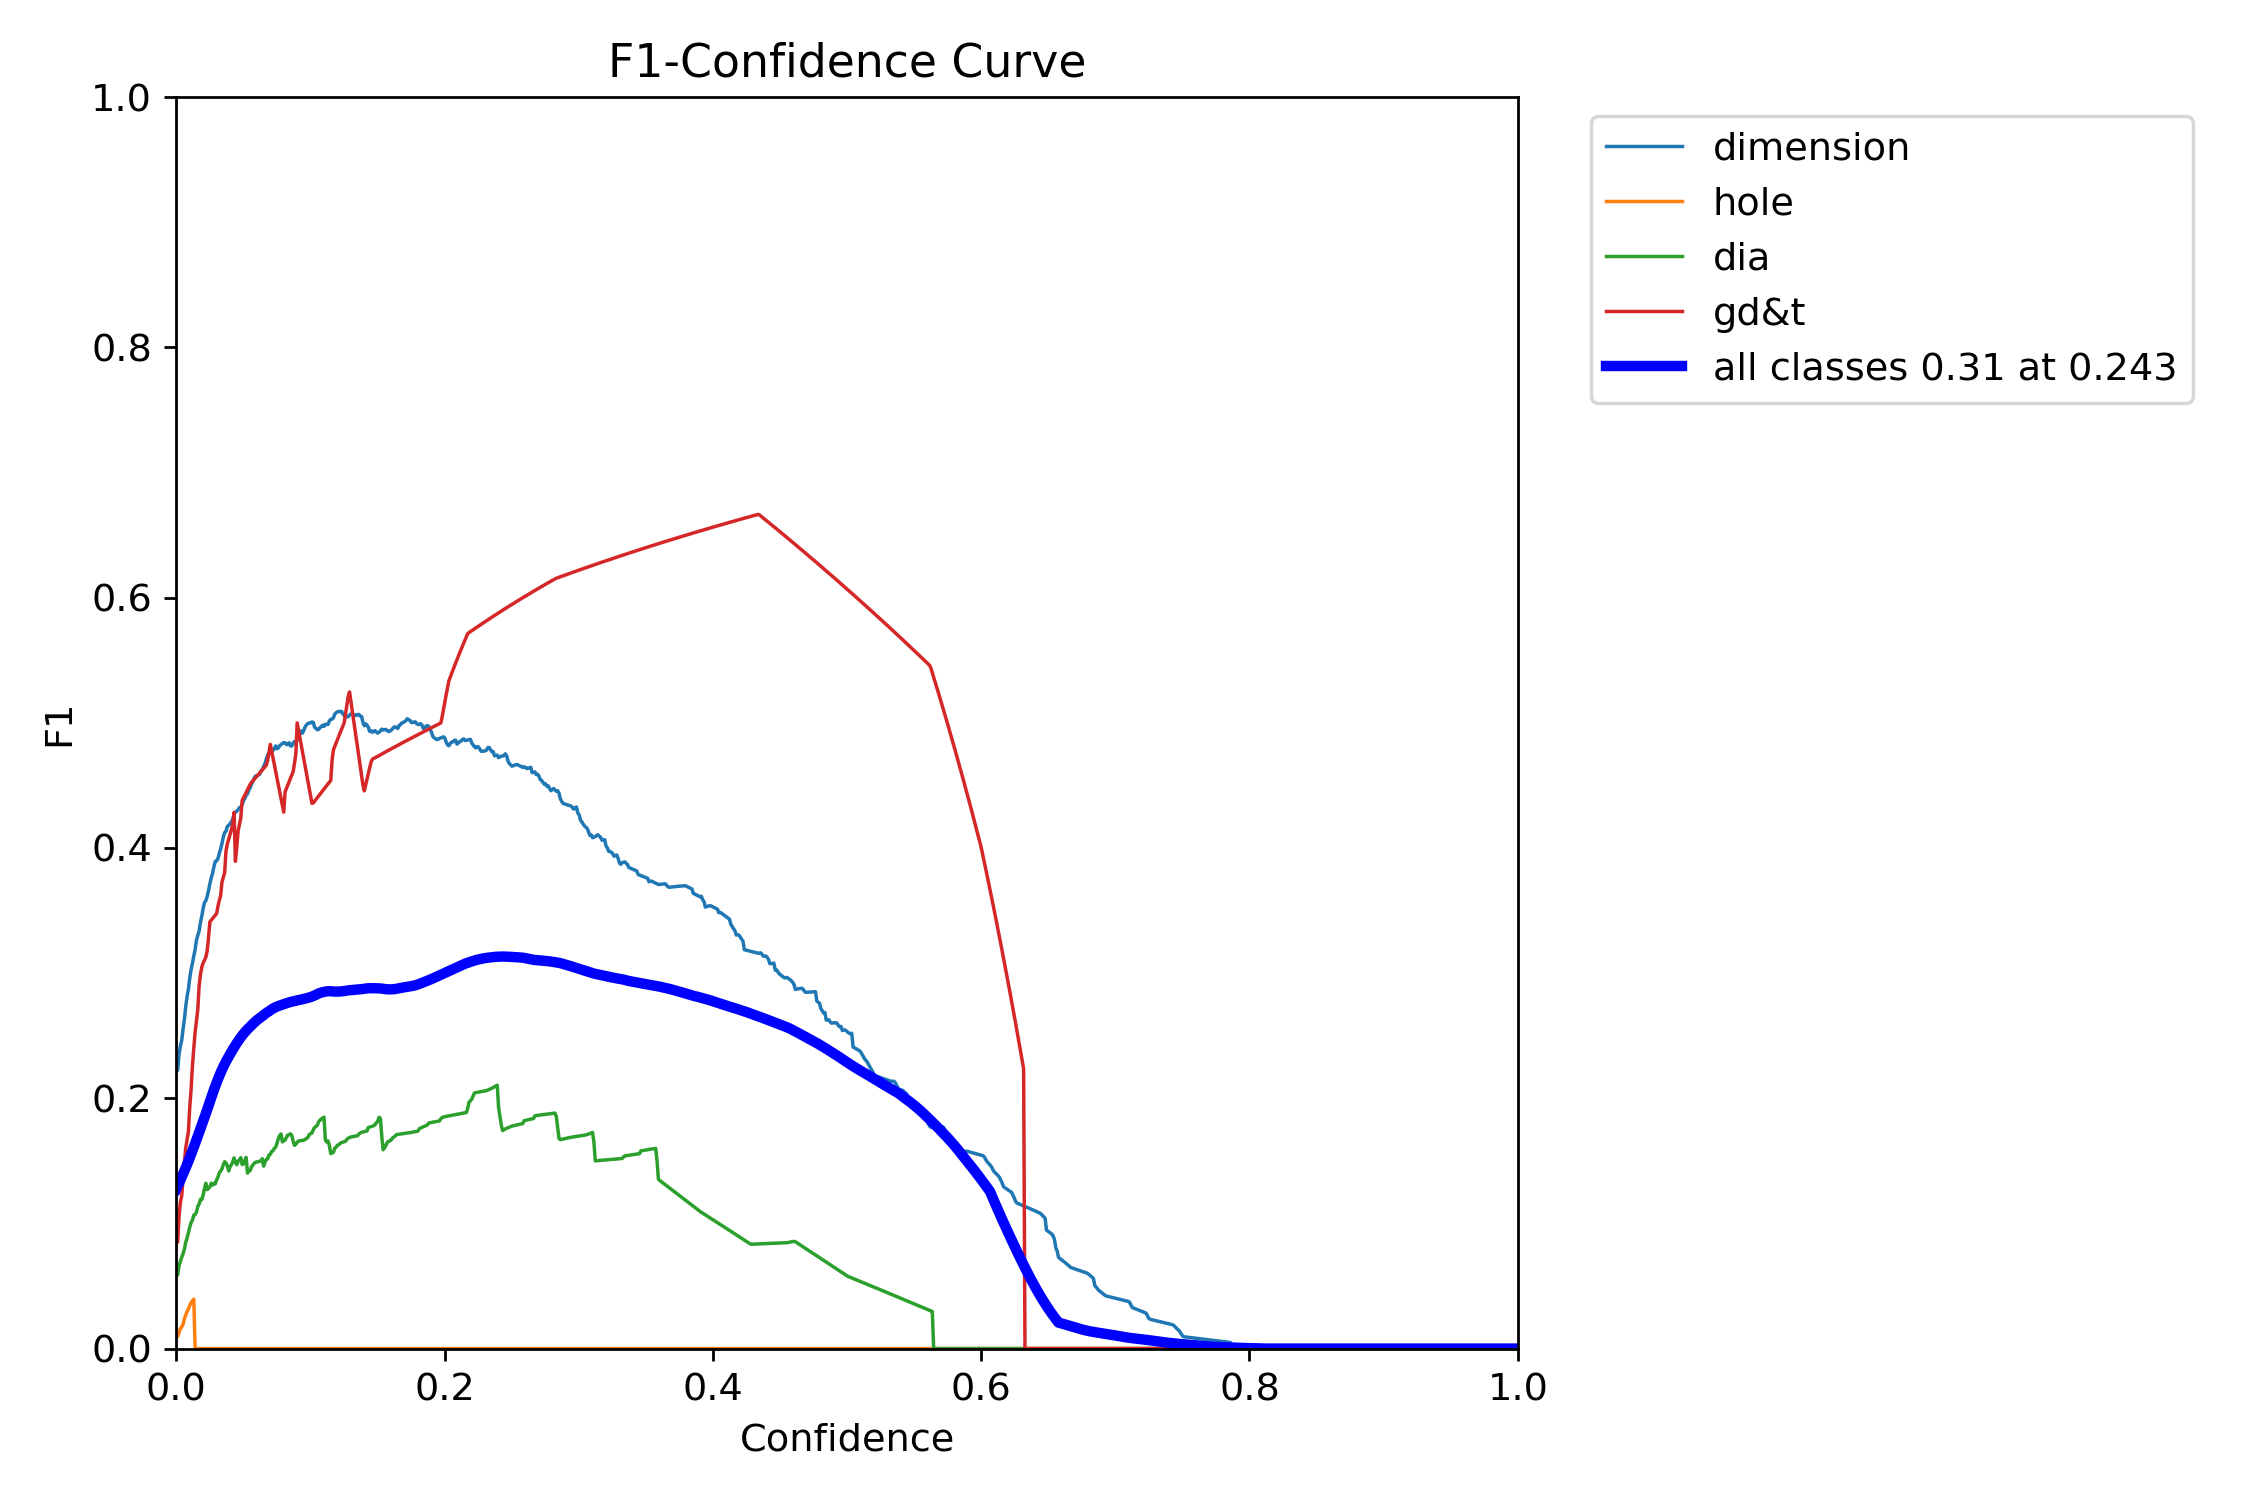 F1-Confidence Curve
1.0
0.8
0.6
0.4
0.2
0.0
F1
0.0 0.2 0.4 0.6 0.8 1.0
Confidence
dimension
hole
dia
gd&t
all classes 0.31 at 0.243